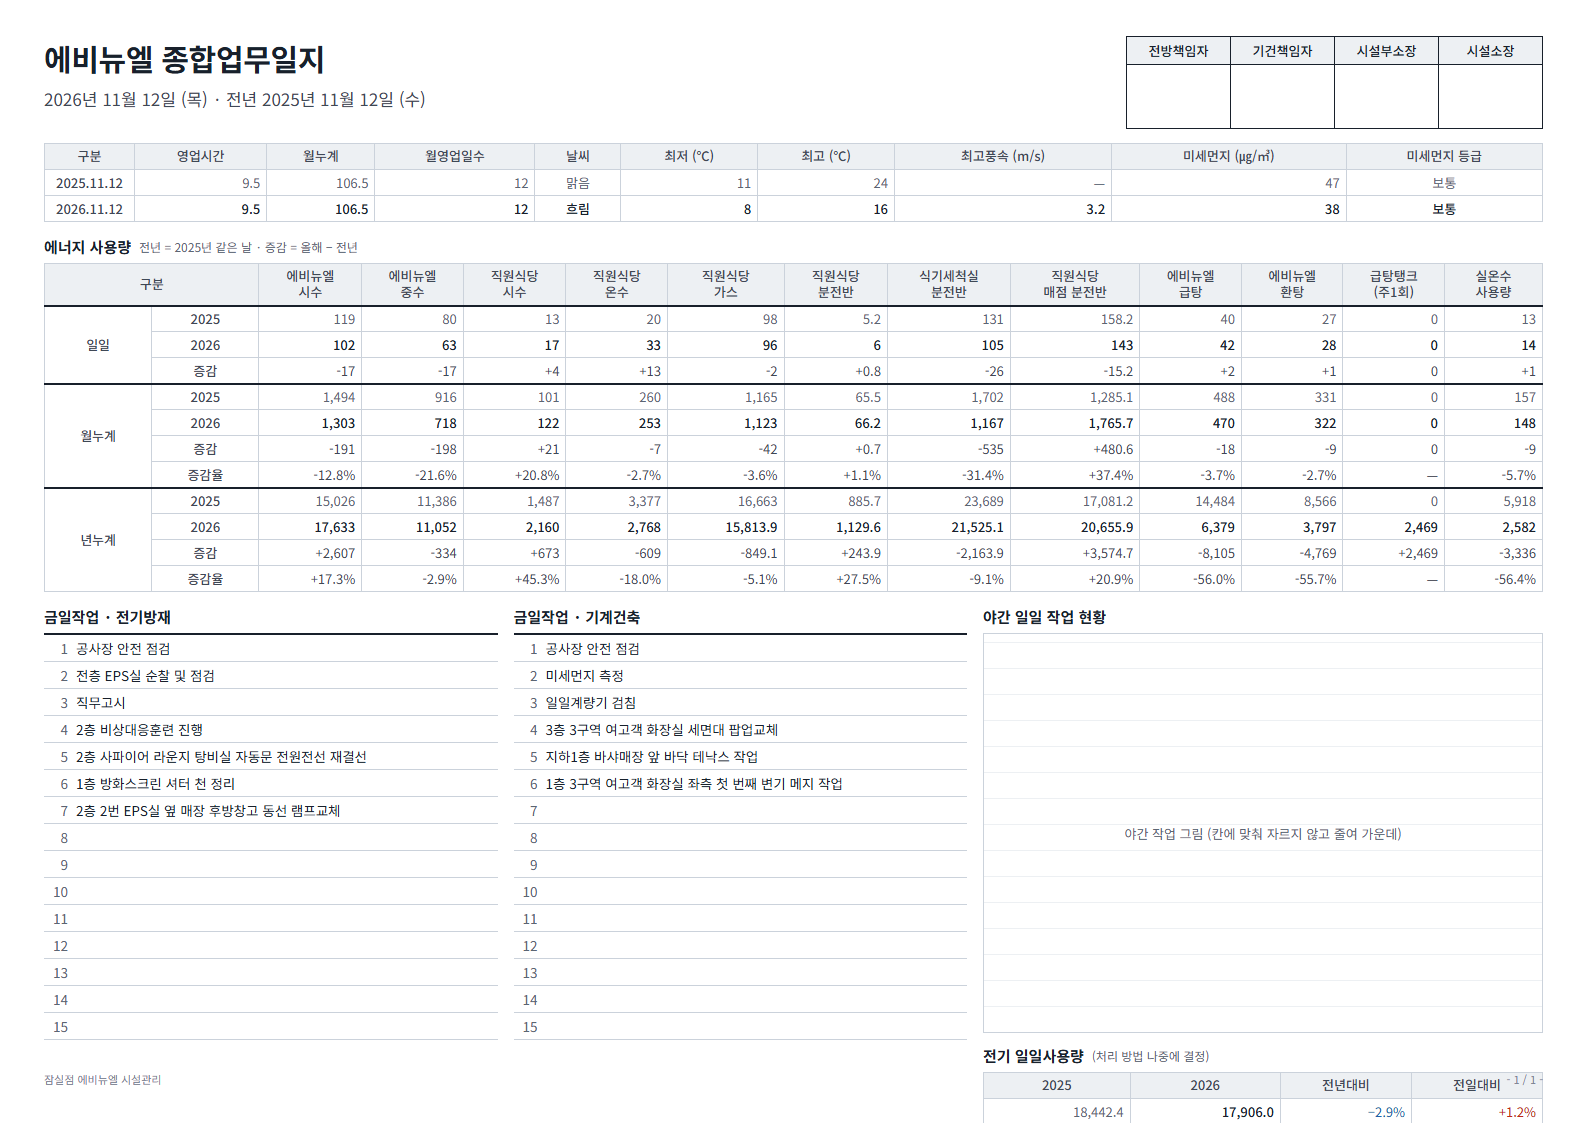 에비뉴엘 종합업무일지
2026년 11월 12일 (목) · 전년 2025년 11월 12일 (수)
전방책임자 기건책임자 시설부소장 시설소장
구분 영업시간 월누계 월영업일수 날씨 최저 (℃) 최고 (℃) 최고풍속 (m/s) 미세먼지 (㎍/㎥) 미세먼지 등급
2025.11.12 9.5 106.5 12 맑음 11 24 — 47 보통
2026.11.12 9.5 106.5 12 흐림 8 16 3.2 38 보통
에너지 사용량 전년 = 2025년 같은 날 · 증감 = 올해 − 전년
구분 에비뉴엘 시수 에비뉴엘 중수 직원식당 시수 직원식당 온수 직원식당 가스 직원식당 분전반 식기세척실 분전반 직원식당 매점 분전반 에비뉴엘 급탕 에비뉴엘 환탕 급탕탱크 (주1회) 실온수 사용량
일일
2025 119 80 13 20 98 5.2 131 158.2 40 27 0 13
2026 102 63 17 33 96 6 105 143 42 28 0 14
증감 -17 -17 +4 +13 -2 +0.8 -26 -15.2 +2 +1 0 +1
월누계
2025 1,494 916 101 260 1,165 65.5 1,702 1,285.1 488 331 0 157
2026 1,303 718 122 253 1,123 66.2 1,167 1,765.7 470 322 0 148
증감 -191 -198 +21 -7 -42 +0.7 -535 +480.6 -18 -9 0 -9
증감율 -12.8% -21.6% +20.8% -2.7% -3.6% +1.1% -31.4% +37.4% -3.7% -2.7% — -5.7%
년누계
2025 15,026 11,386 1,487 3,377 16,663 885.7 23,689 17,081.2 14,484 8,566 0 5,918
2026 17,633 11,052 2,160 2,768 15,813.9 1,129.6 21,525.1 20,655.9 6,379 3,797 2,469 2,582
증감 +2,607 -334 +673 -609 -849.1 +243.9 -2,163.9 +3,574.7 -8,105 -4,769 +2,469 -3,336
증감율 +17.3% -2.9% +45.3% -18.0% -5.1% +27.5% -9.1% +20.9% -56.0% -55.7% — -56.4%
금일작업 · 전기방재
1 공사장 안전 점검
2 전층 EPS실 순찰 및 점검
3 직무고시
4 2층 비상대응훈련 진행
5 2층 사파이어 라운지 탕비실 자동문 전원전선 재결선
6 1층 방화스크린 셔터 천 정리
7 2층 2번 EPS실 옆 매장 후방창고 동선 램프교체
8
9
10
11
12
13
14
15
금일작업 · 기계건축
1 공사장 안전 점검
2 미세먼지 측정
3 일일계량기 검침
4 3층 3구역 여고객 화장실 세면대 팝업교체
5 지하1층 바샤매장 앞 바닥 테낙스 작업
6 1층 3구역 여고객 화장실 좌측 첫 번째 변기 메지 작업
7
8
9
10
11
12
13
14
15
야간 일일 작업 현황
야간 작업 그림 (칸에 맞춰 자르지 않고 줄여 가운데)
전기 일일사용량 (처리 방법 나중에 결정)
2025 2026 전년대비 전일대비
18,442.4 17,906.0 −2.9% +1.2%
잠실점 에비뉴엘 시설관리
- 1 / 1 -